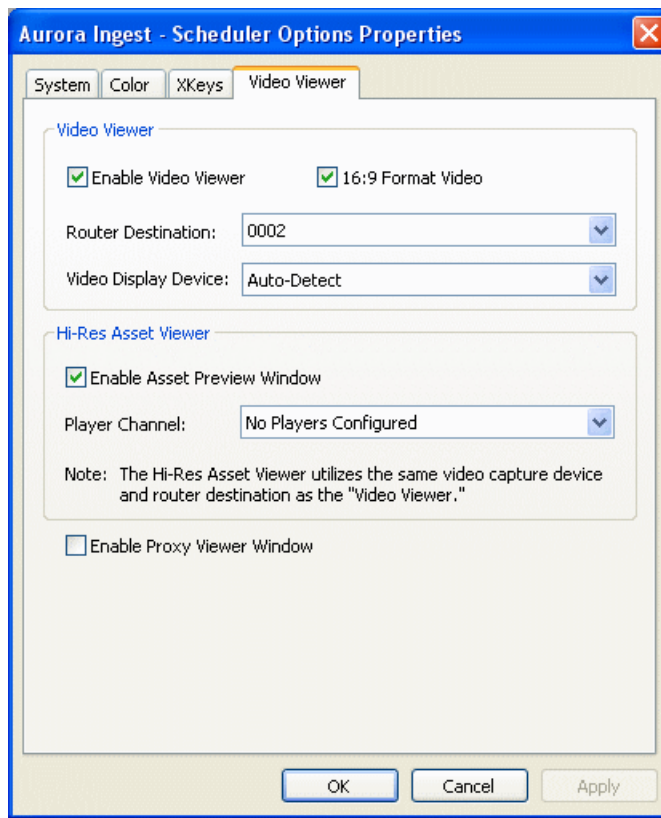 Aurora Ingest - Scheduler Options Properties
System Color XKeys Video Viewer
Video Viewer
Enable Video Viewer 16:9 Format Video
Router Destination: 0002
Video Display Device: Auto-Detect
Hi-Res Asset Viewer
Enable Asset Preview Window
Player Channel: No Players Configured
Note: The Hi-Res Asset Viewer utilizes the same video capture device
and router destination as the "Video Viewer."
Enable Proxy Viewer Window
OK Cancel Apply